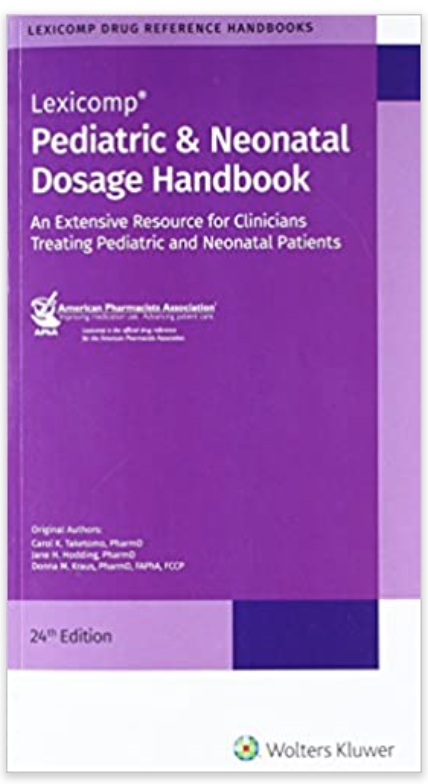 LEXICOMP DRUG REFERENCE HANDBOOKS
Lexicomp®
Pediatric & Neonatal
Dosage Handbook
An Extensive Resource for Clinicians
Treating Pediatric and Neonatal Patients
American Pharmacists Association®
Improving medication use. Advancing patient care.
APhA
Lexicomp is the official drug reference
for the American Pharmacists Association
Original Authors:
Carol K. Taketomo, PharmD
Jane H. Hodding, PharmD
Donna M. Kraus, PharmD, FAPhA, FCCP
24th Edition
Wolters Kluwer